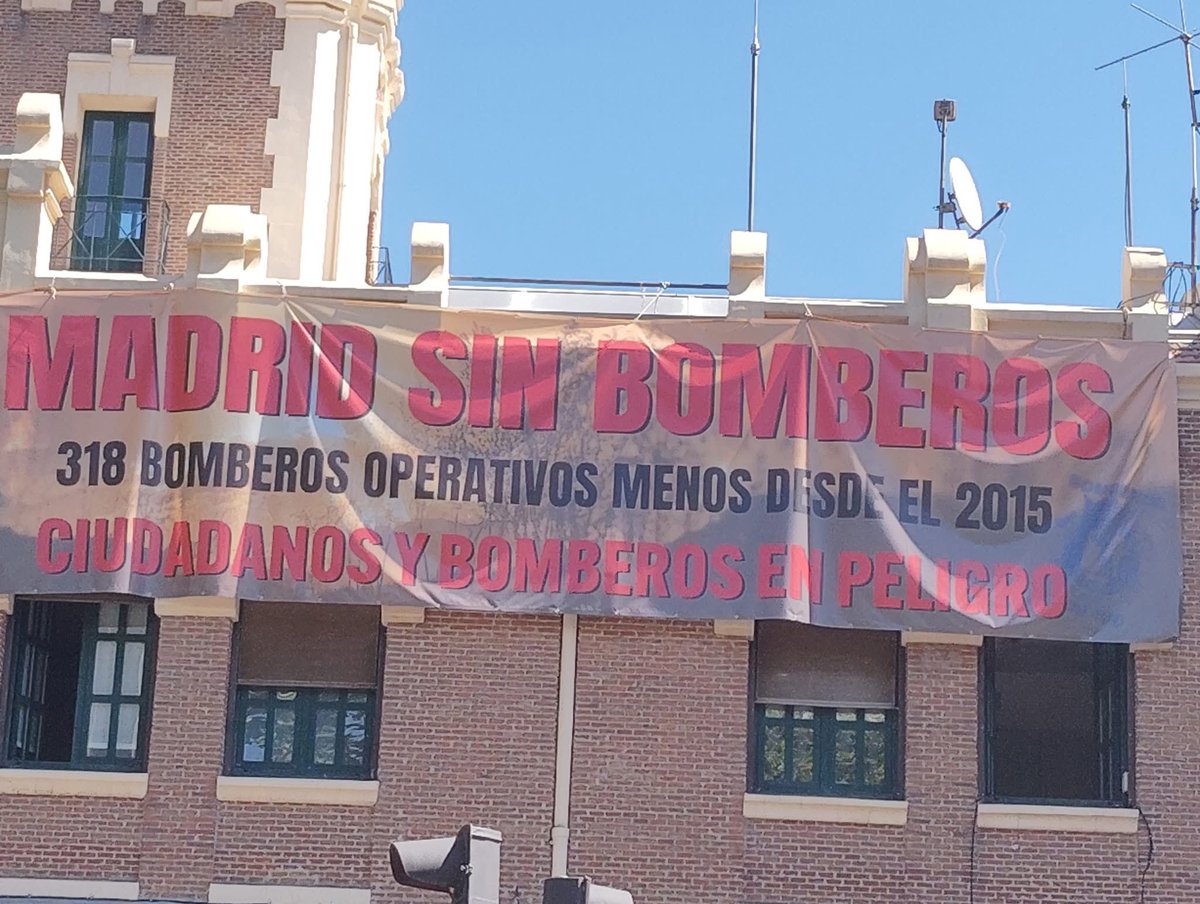 MADRID SIN BOMBEROS
318 BOMBEROS OPERATIVOS MENOS DESDE EL 2015
CIUDADANOS Y BOMBEROS EN PELIGRO